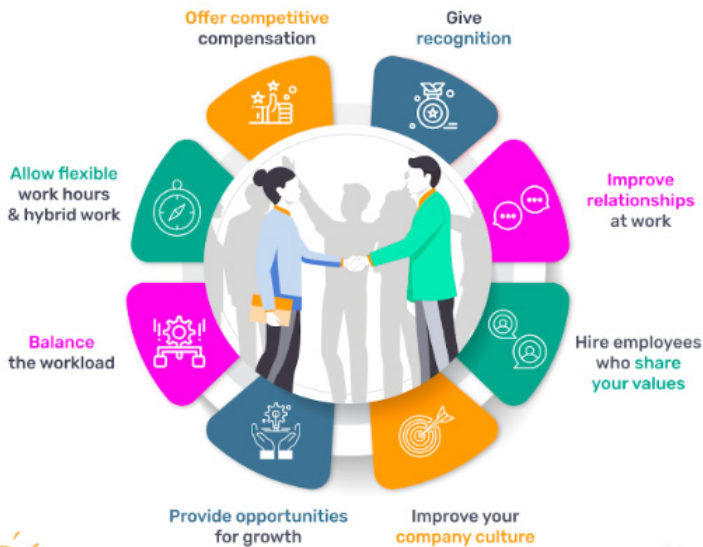 Offer competitive
compensation
Give
recognition
Improve
relationships
at work
Hire employees
who share
your values
Improve your
company culture
Provide opportunities
for growth
Balance
the workload
Allow flexible
work hours
& hybrid work